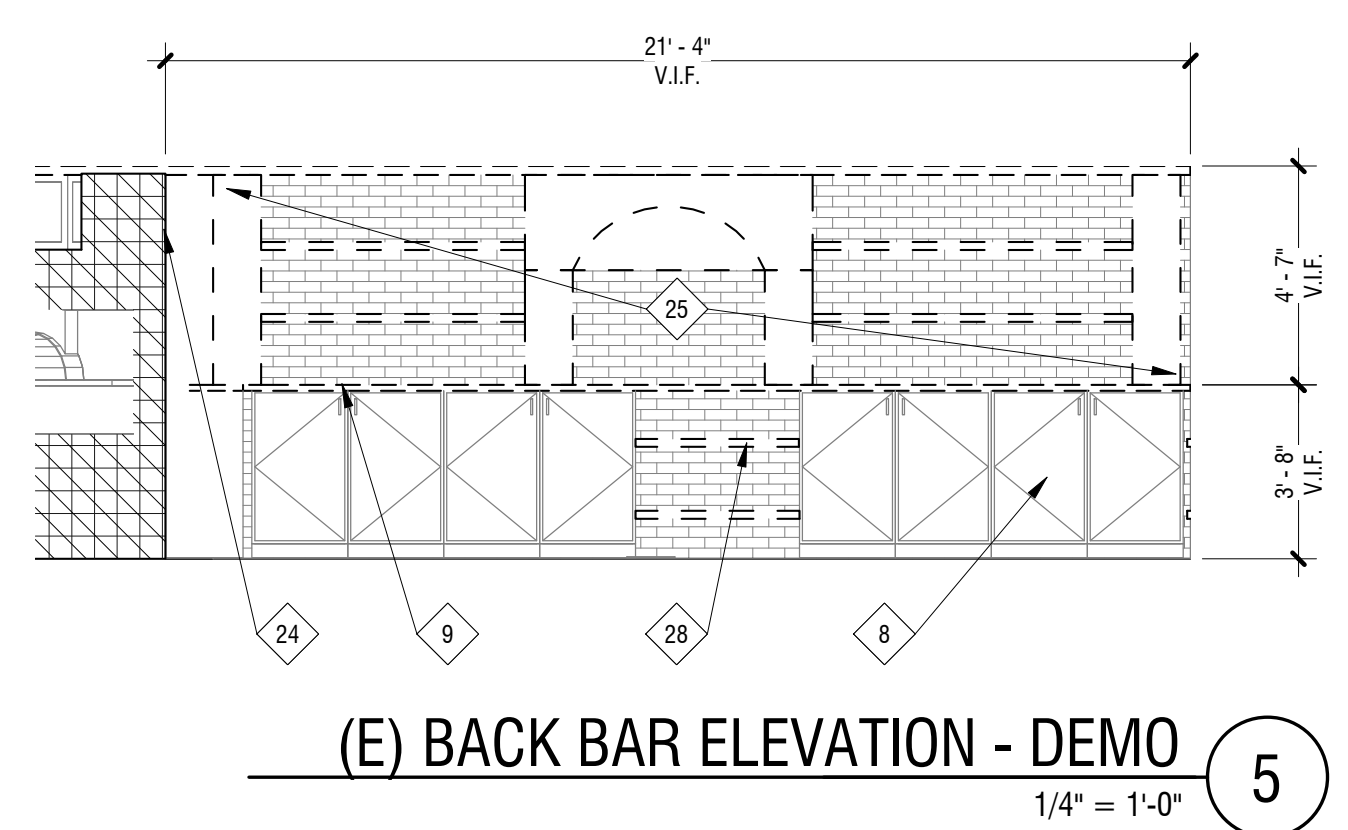 21' - 4"
V.I.F.
25
4' - 7"
V.I.F.
3' - 8"
V.I.F.
24
9
28
8
(E) BACK BAR ELEVATION - DEMO
1/4" = 1'-0"
5